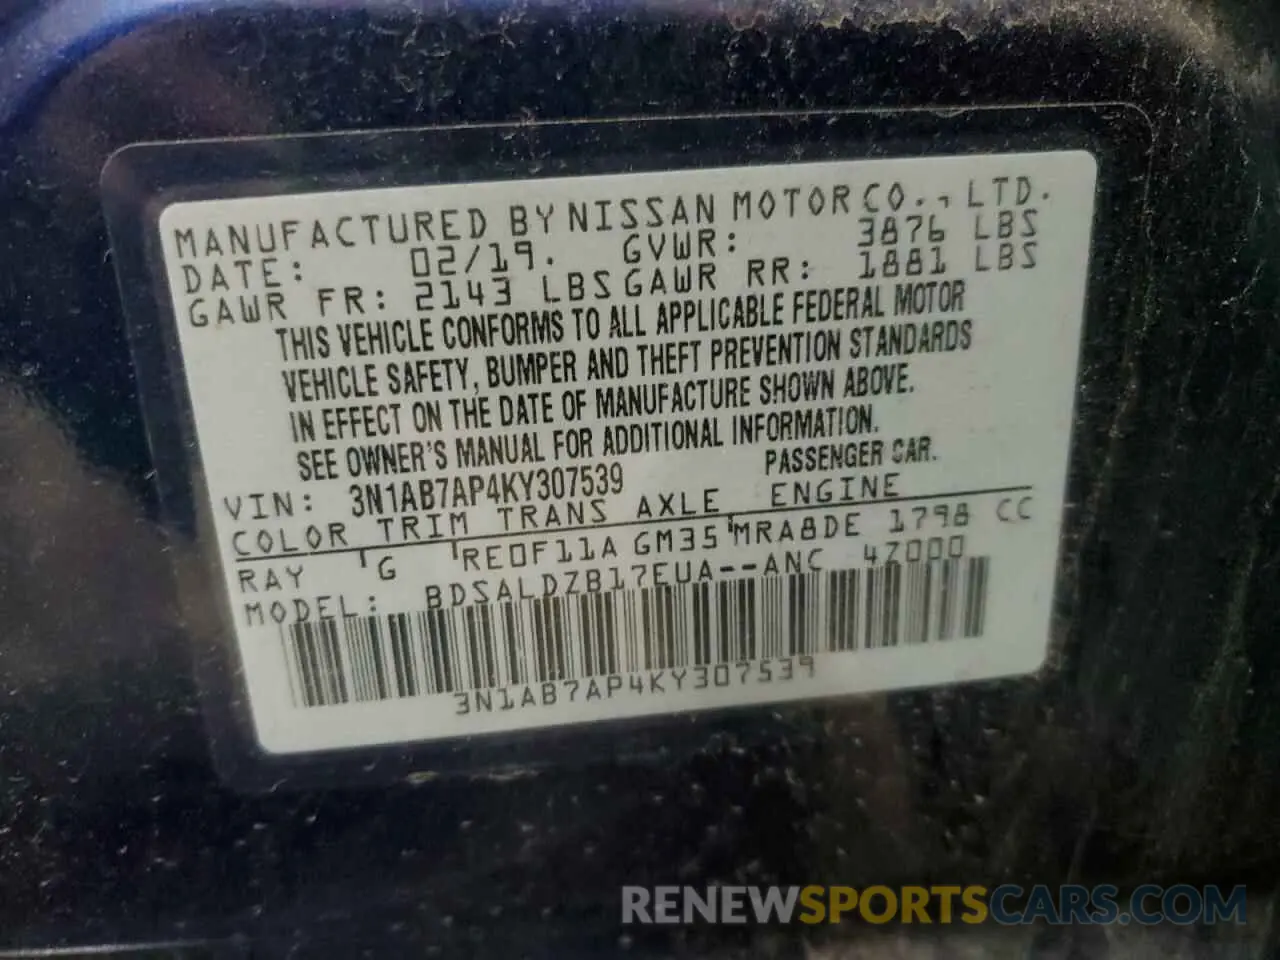 MANUFACTURED BY NISSAN MOTOR CO., LTD.
DATE: 02/19. GVWR: 3876 LBS
GAWR FR: 2143 LBS GAWR RR: 1881 LBS
THIS VEHICLE CONFORMS TO ALL APPLICABLE FEDERAL MOTOR
VEHICLE SAFETY, BUMPER AND THEFT PREVENTION STANDARDS
IN EFFECT ON THE DATE OF MANUFACTURE SHOWN ABOVE.
SEE OWNER'S MANUAL FOR ADDITIONAL INFORMATION.
VIN: 3N1AB7AP4KY307539 PASSENGER CAR.
COLOR TRIM TRANS AXLE ENGINE
RAY G RE0F11A GM35 MRA8DE 1798 CC
MODEL: BDSALDZB17EUA--ANC 4Z000
3N1AB7AP4KY307539
RENEWSPORTSCARS.COM